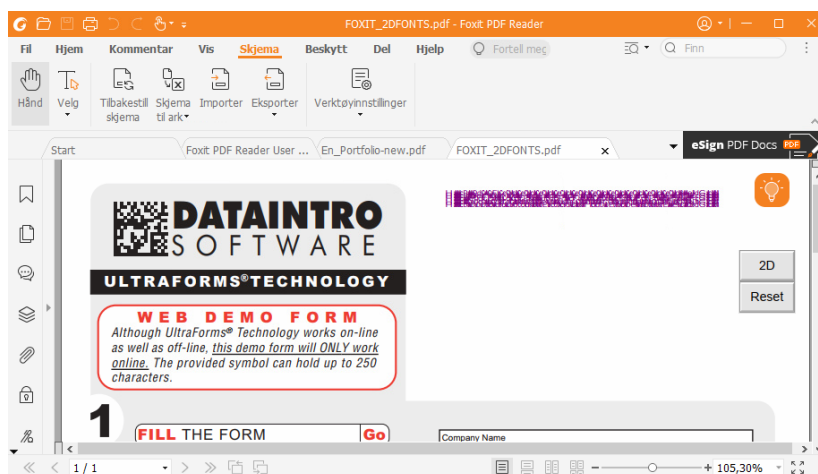 FOXIT_2DFONTS.pdf - Foxit PDF Reader
Fil Hjem Kommentar Vis Skjema Beskytt Del Hjelp Fortell meg Finn
Hånd Velg Tilbakestill skjema Skjema til ark Importer Eksporter Verktøyinnstillinger
Start Foxit PDF Reader User ... En_Portfolio-new.pdf FOXIT_2DFONTS.pdf x eSign PDF Docs PDF
DATAINTRO
SOFTWARE
ULTRAFORMS®TECHNOLOGY
2D
Reset
WEB DEMO FORM
Although UltraForms® Technology works on-line
as well as off-line, this demo form will ONLY work
online. The provided symbol can hold up to 250
characters.
1
FILL THE FORM Go
Company Name
1 / 1 105,30%